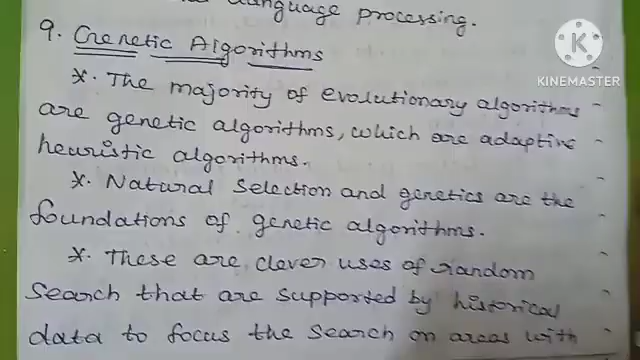 language processing.
9. Genetic Algorithms
*. The majority of evolutionary algorithms
are genetic algorithms, which are adaptive
heuristic algorithms.
*. Natural Selection and genetics are the
foundations of genetic algorithms.
*. These are clever uses of random
search that are supported by historical
data to focus the search on areas with
KINEMASTER